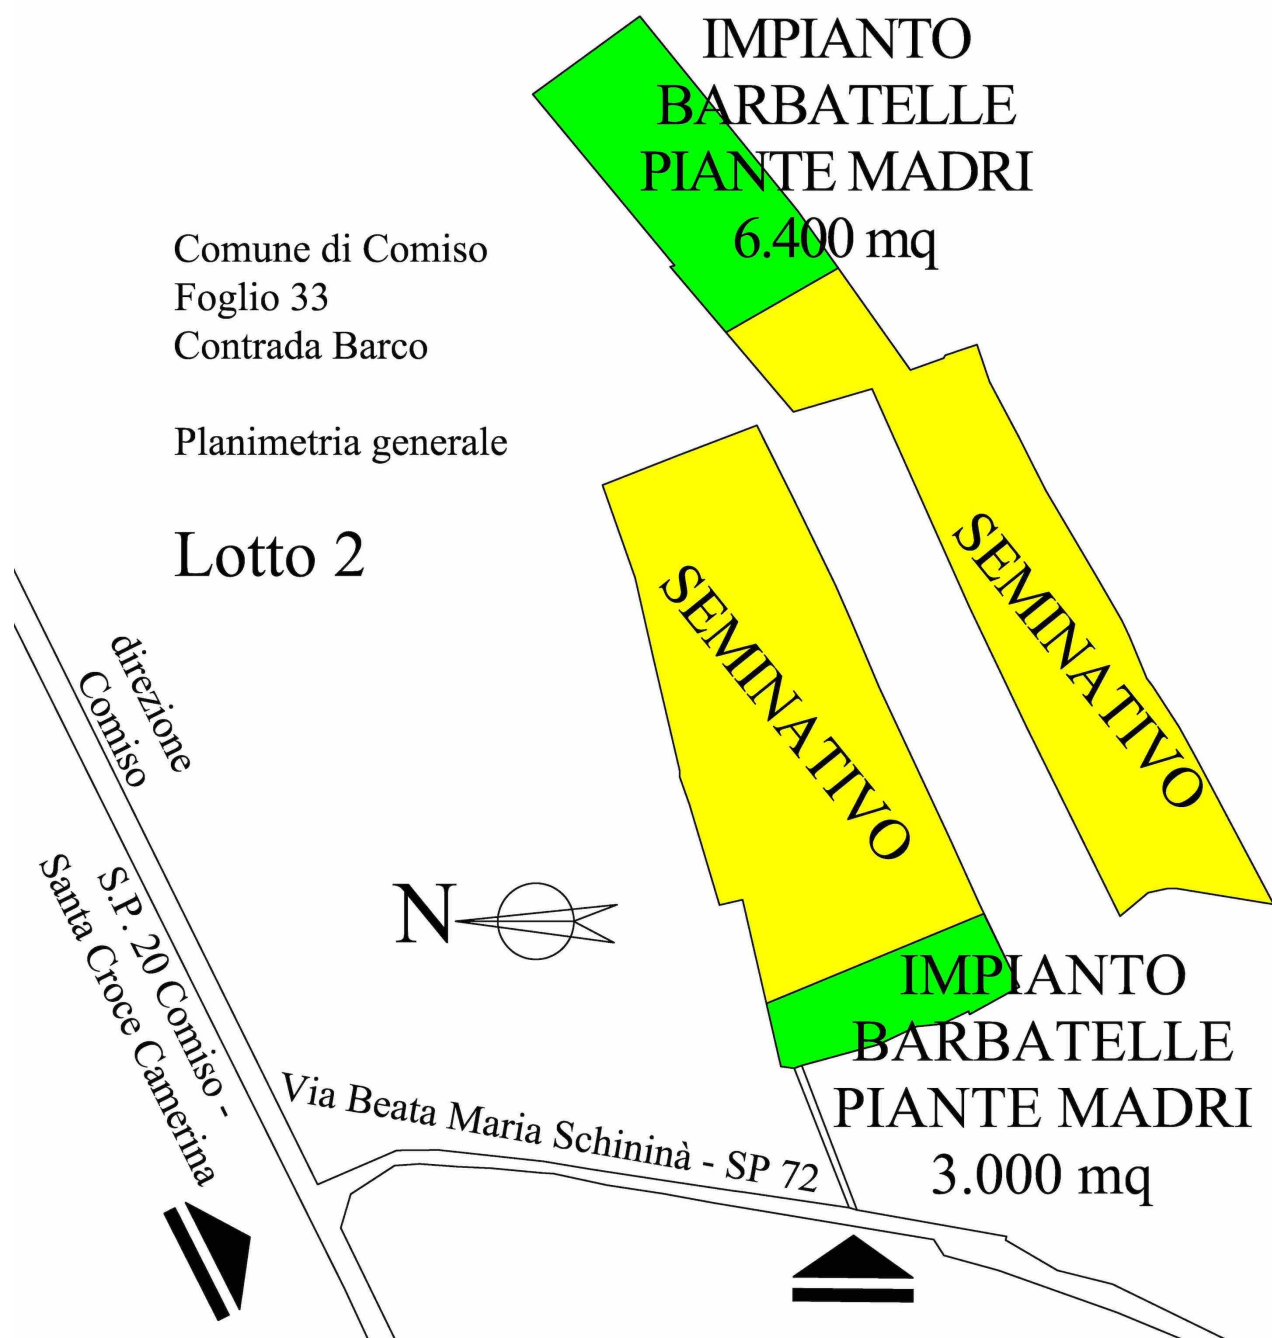 IMPIANTO
BARBATELLE
PIANTE MADRI
6.400 mq
Comune di Comiso
Foglio 33
Contrada Barco
Planimetria generale
Lotto 2
SEMINATIVO
SEMINATIVO
direzione
Comiso
S.P. 20 Comiso -
Santa Croce Camerina
N
IMPIANTO
BARBATELLE
PIANTE MADRI
3.000 mq
Via Beata Maria Schininà - SP 72